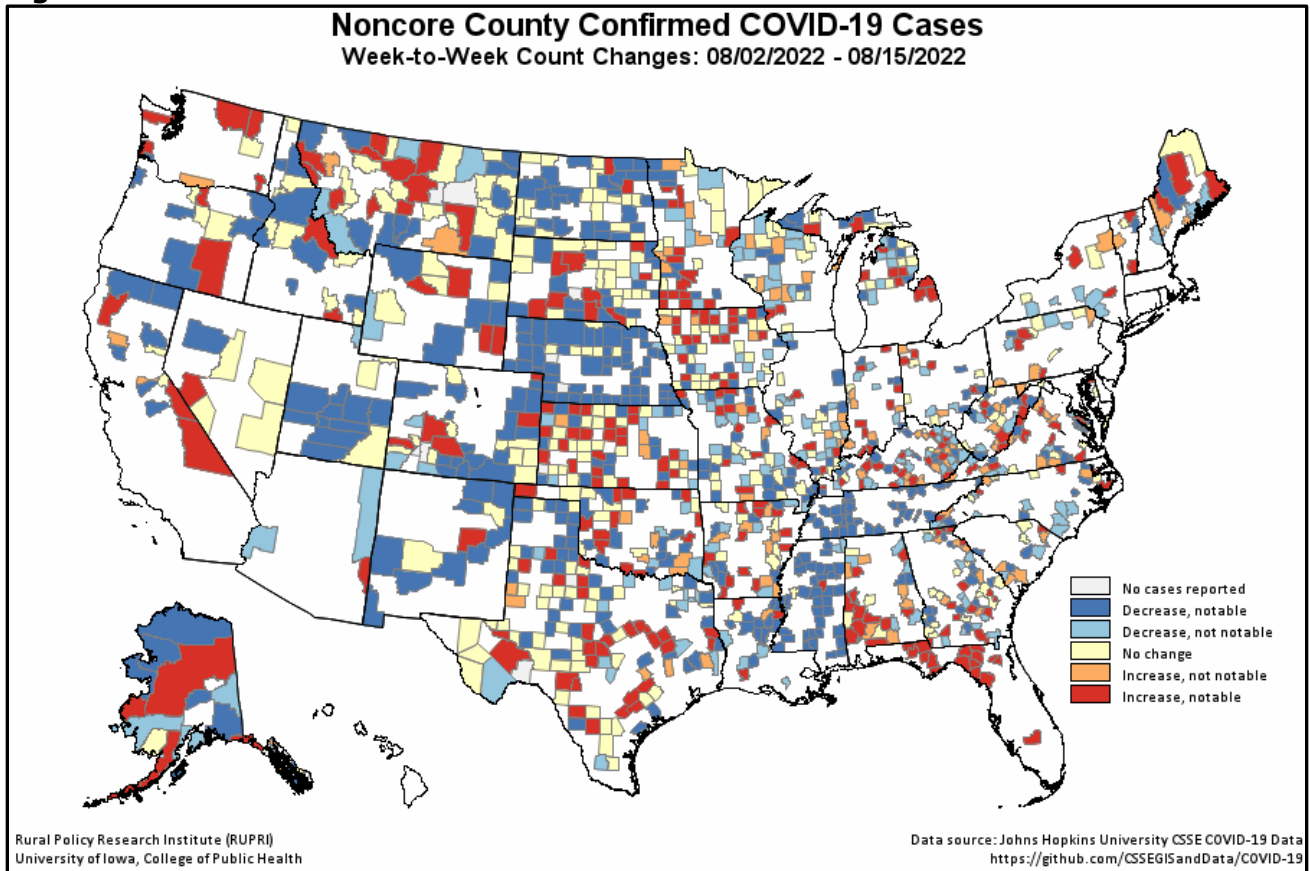 Noncore County Confirmed COVID-19 Cases
Week-to-Week Count Changes: 08/02/2022 - 08/15/2022
No cases reported
Decrease, notable
Decrease, not notable
No change
Increase, not notable
Increase, notable
Rural Policy Research Institute (RUPRI)
University of Iowa, College of Public Health
Data source: Johns Hopkins University CSSE COVID-19 Data
https://github.com/CSSEGISandData/COVID-19